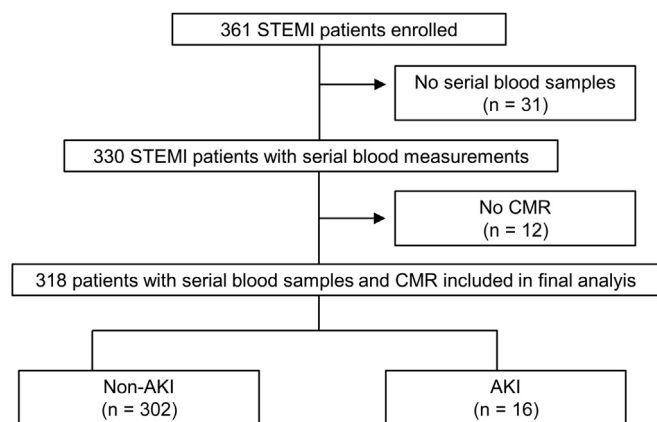 361 STEMI patients enrolled
No serial blood samples
(n = 31)
330 STEMI patients with serial blood measurements
No CMR
(n = 12)
318 patients with serial blood samples and CMR included in final analyis
Non-AKI
(n = 302)
AKI
(n = 16)